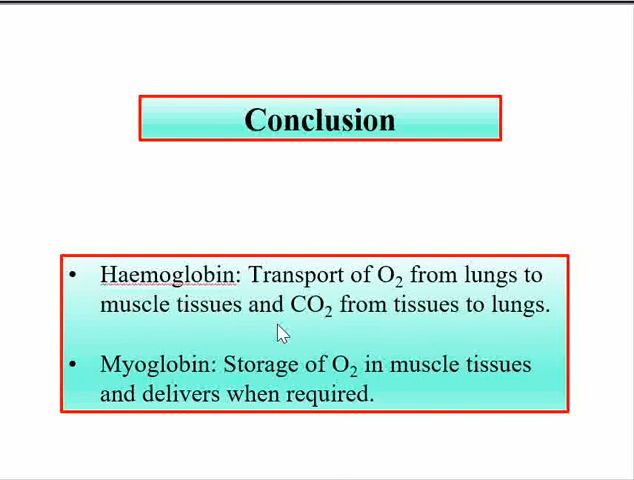 Conclusion
• Haemoglobin: Transport of O₂ from lungs to
muscle tissues and CO₂ from tissues to lungs.
• Myoglobin: Storage of O₂ in muscle tissues
and delivers when required.